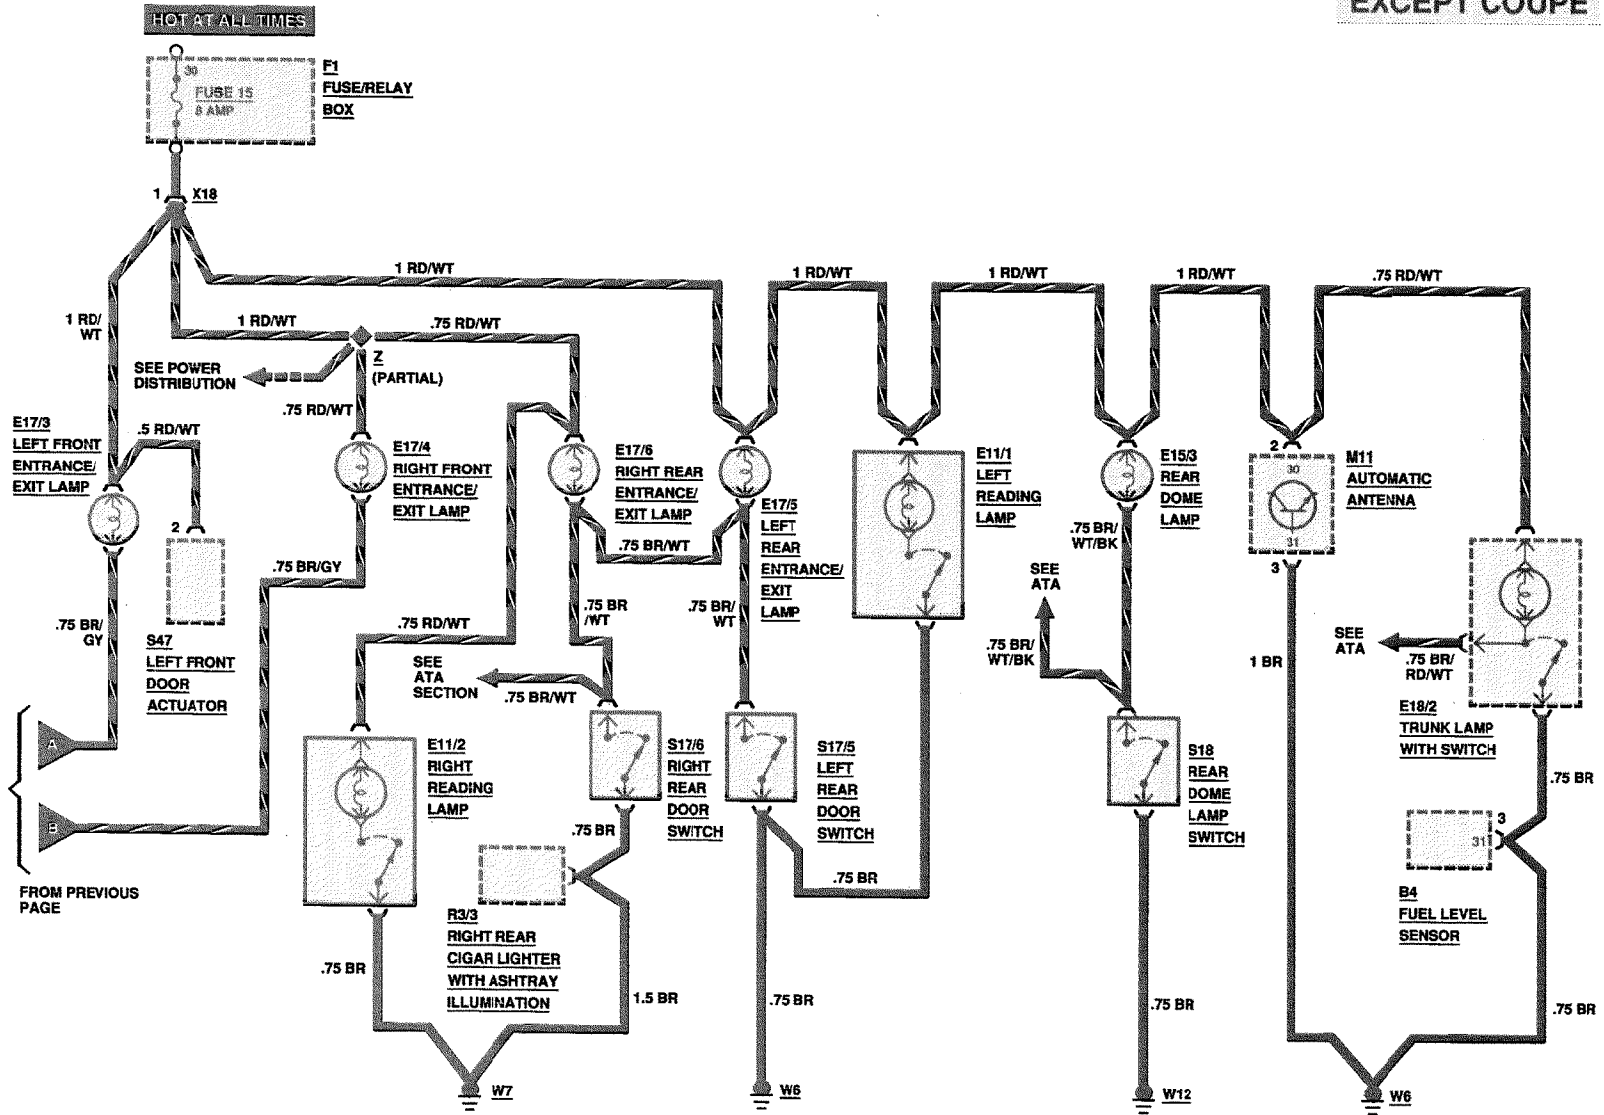 EXCEPT COUPE
HOT AT ALL TIMES
30
FUSE 15
8 AMP
F1
FUSE/RELAY
BOX
1
X18
1 RD/WT
1 RD/WT
1 RD/WT
1 RD/WT
.75 RD/WT
1 RD/
WT
1 RD/WT
.75 RD/WT
Z
(PARTIAL)
SEE POWER
DISTRIBUTION
.75 RD/WT
E17/3
LEFT FRONT
ENTRANCE/
EXIT LAMP
.5 RD/WT
2
S47
LEFT FRONT
DOOR
ACTUATOR
.75 BR/
GY
E17/4
RIGHT FRONT
ENTRANCE/
EXIT LAMP
.75 BR/GY
E17/6
RIGHT REAR
ENTRANCE/
EXIT LAMP
.75 BR/WT
E17/5
LEFT
REAR
ENTRANCE/
EXIT
LAMP
.75 BR
/WT
.75 BR/
WT
E11/1
LEFT
READING
LAMP
E15/3
REAR
DOME
LAMP
.75 BR/
WT/BK
SEE
ATA
.75 BR/
WT/BK
2
30
31
3
M11
AUTOMATIC
ANTENNA
1 BR
SEE
ATA
.75 BR/
RD/WT
E18/2
TRUNK LAMP
WITH SWITCH
.75 BR
3
31
B4
FUEL LEVEL
SENSOR
.75 BR
.75 RD/WT
SEE
ATA
SECTION
.75 BR/WT
A
B
FROM PREVIOUS
PAGE
E11/2
RIGHT
READING
LAMP
S17/6
RIGHT
REAR
DOOR
SWITCH
S17/5
LEFT
REAR
DOOR
SWITCH
S18
REAR
DOME
LAMP
SWITCH
.75 BR
R3/3
RIGHT REAR
CIGAR LIGHTER
WITH ASHTRAY
ILLUMINATION
.75 BR
.75 BR
1.5 BR
.75 BR
.75 BR
W7
W6
W12
W6